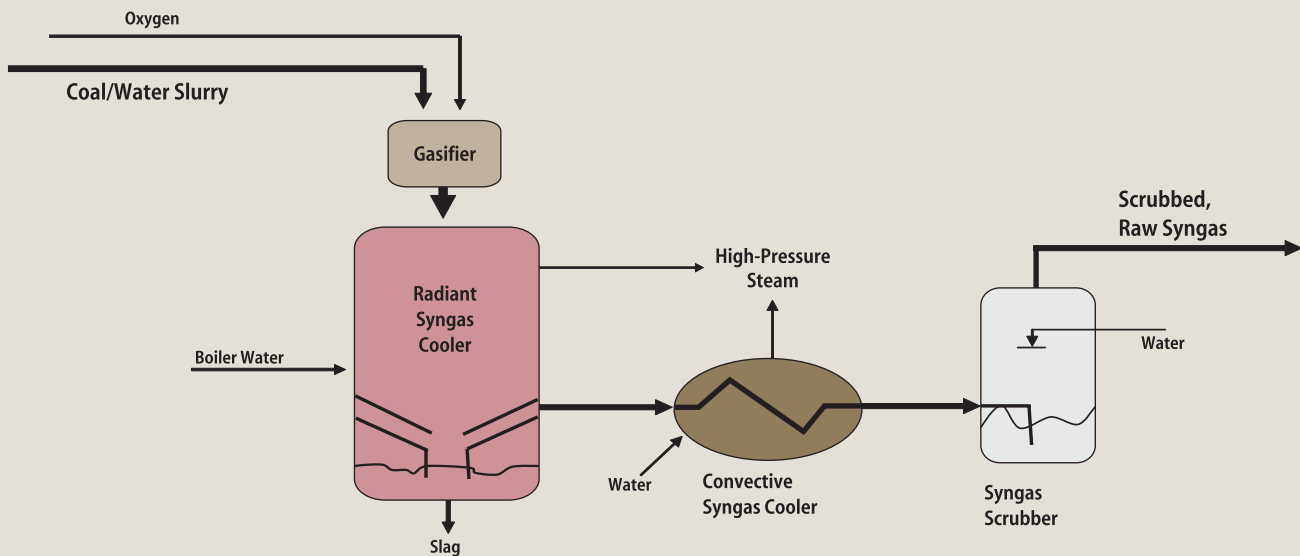 Oxygen
Coal/Water Slurry
Gasifier
Scrubbed,
Raw Syngas
High-Pressure
Steam
Radiant
Syngas
Cooler
Water
Boiler Water
Water
Convective
Syngas Cooler
Syngas
Scrubber
Slag